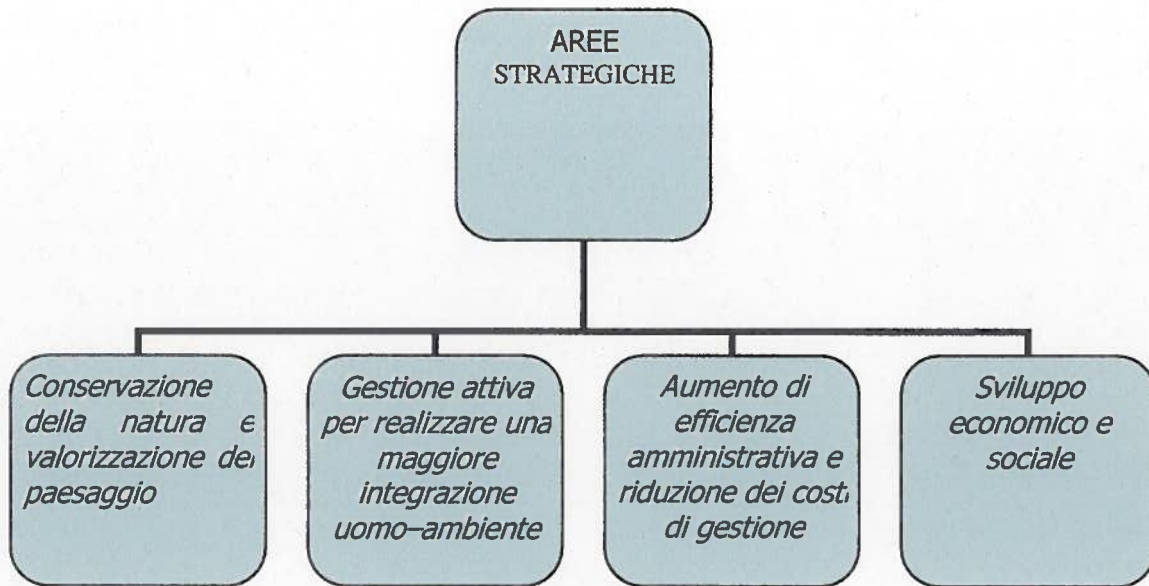 AREE
STRATEGICHE
Conservazione
della natura e
valorizzazione del
paesaggio
Gestione attiva
per realizzare una
maggiore
integrazione
uomo–ambiente
Aumento di
efficienza
amministrativa e
riduzione dei costi
di gestione
Sviluppo
economico e
sociale